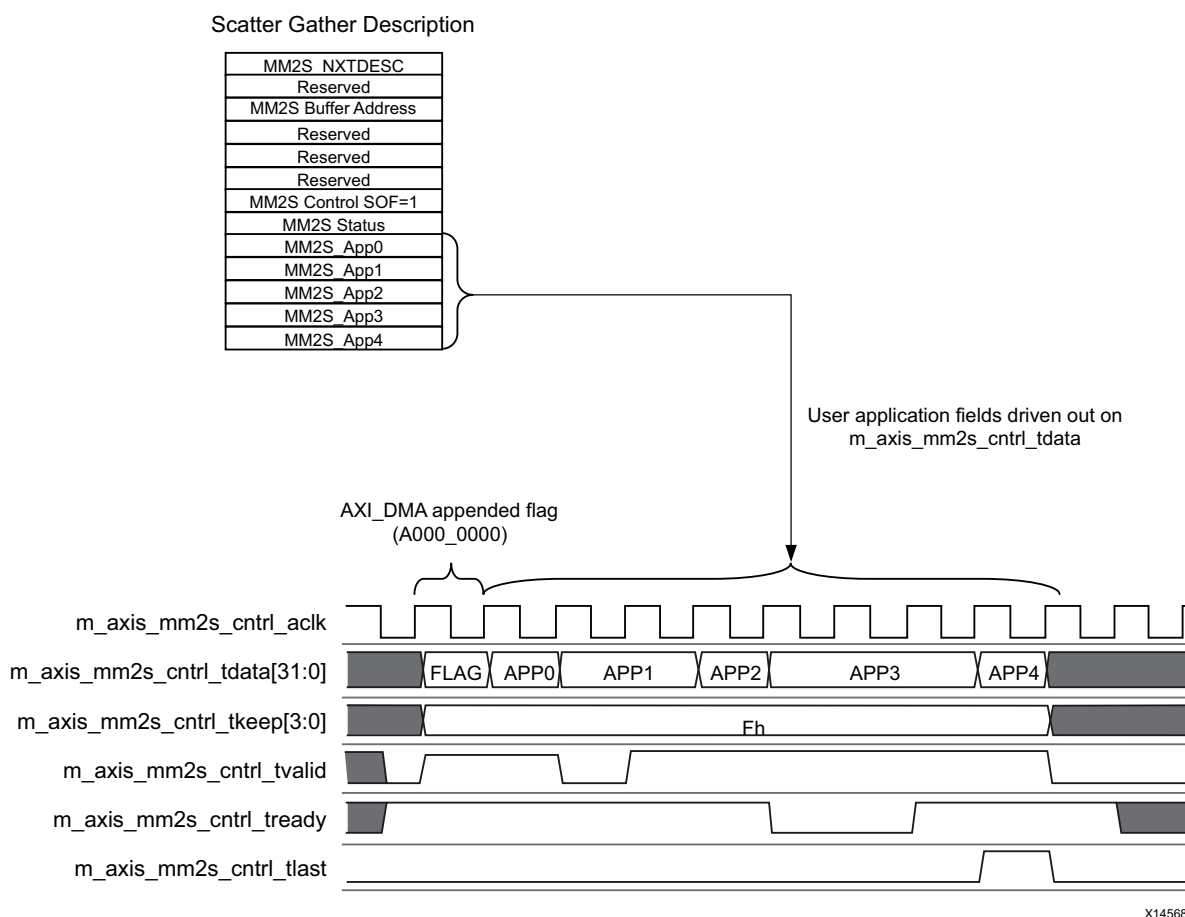 Scatter Gather Description
MM2S_NXTDESC
Reserved
MM2S Buffer Address
Reserved
Reserved
Reserved
MM2S Control SOF=1
MM2S Status
MM2S_App0
MM2S_App1
MM2S_App2
MM2S_App3
MM2S_App4
User application fields driven out on
m_axis_mm2s_cntrl_tdata
AXI_DMA appended flag
(A000_0000)
m_axis_mm2s_cntrl_aclk
m_axis_mm2s_cntrl_tdata[31:0] FLAG APP0 APP1 APP2 APP3 APP4
m_axis_mm2s_cntrl_tkeep[3:0] Fh
m_axis_mm2s_cntrl_tvalid
m_axis_mm2s_cntrl_tready
m_axis_mm2s_cntrl_tlast
X14568